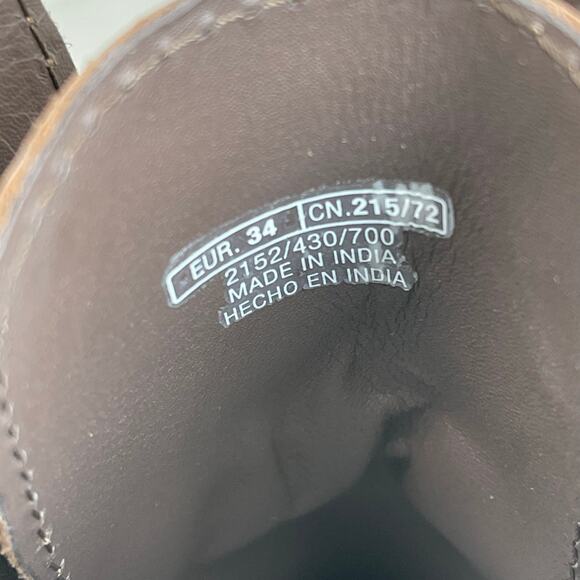 EUR. 34 CN.215/72
2152/430/700
MADE IN INDIA
HECHO EN INDIA